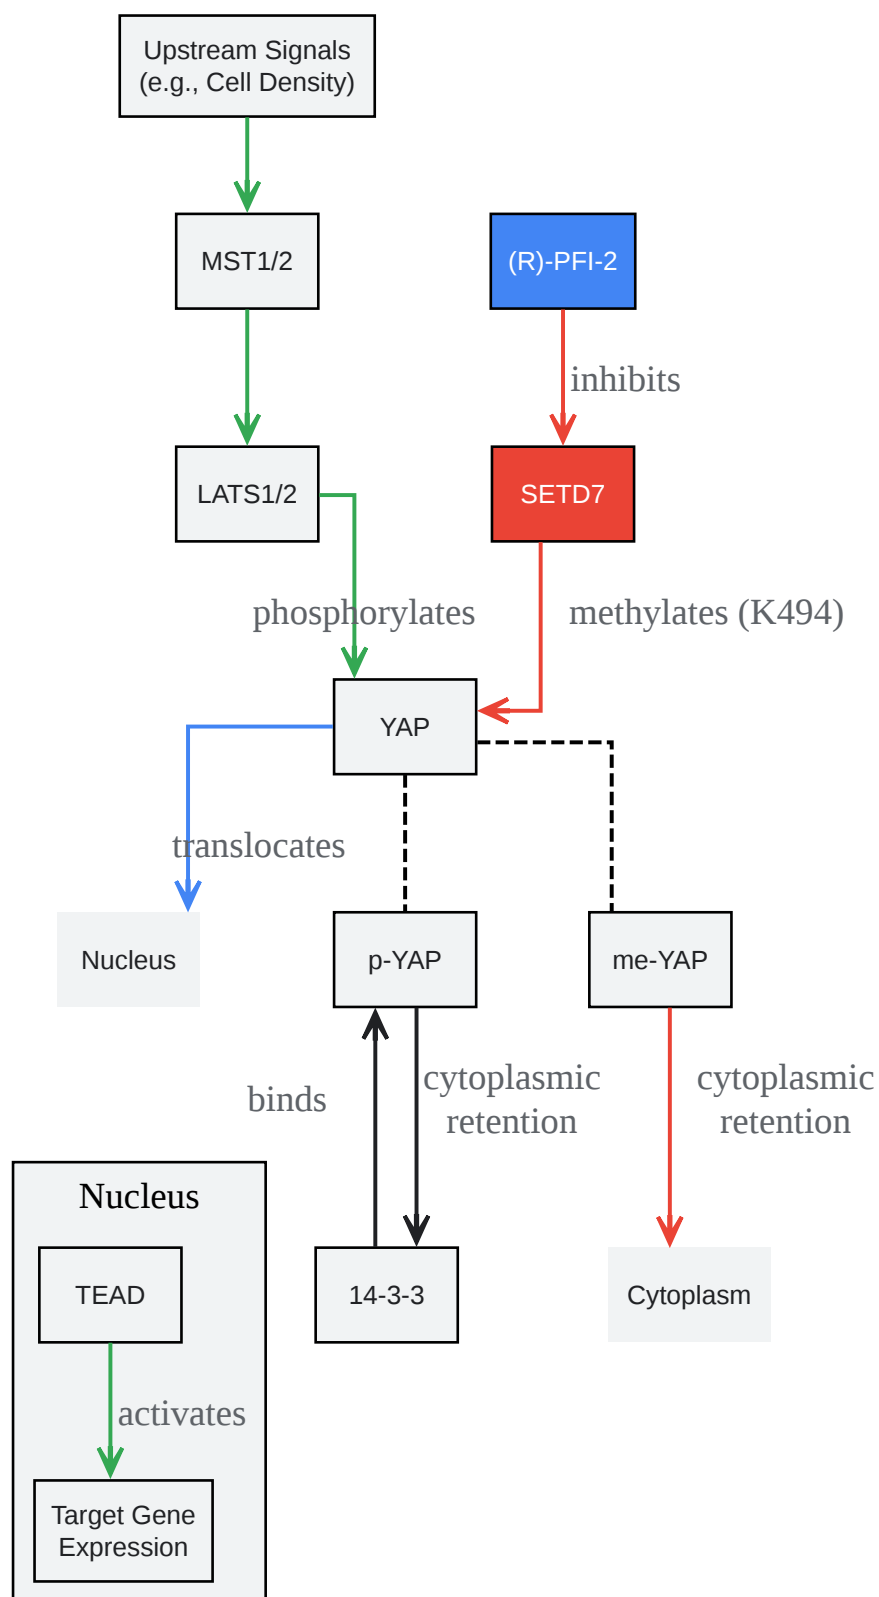 Upstream Signals
(e.g., Cell Density)
MST1/2
(R)-PFI-2
inhibits
LATS1/2
SETD7
phosphorylates
methylates (K494)
YAP
translocates
Nucleus
p-YAP
me-YAP
binds
cytoplasmic
retention
cytoplasmic
retention
Nucleus
TEAD
14-3-3
Cytoplasm
activates
Target Gene
Expression